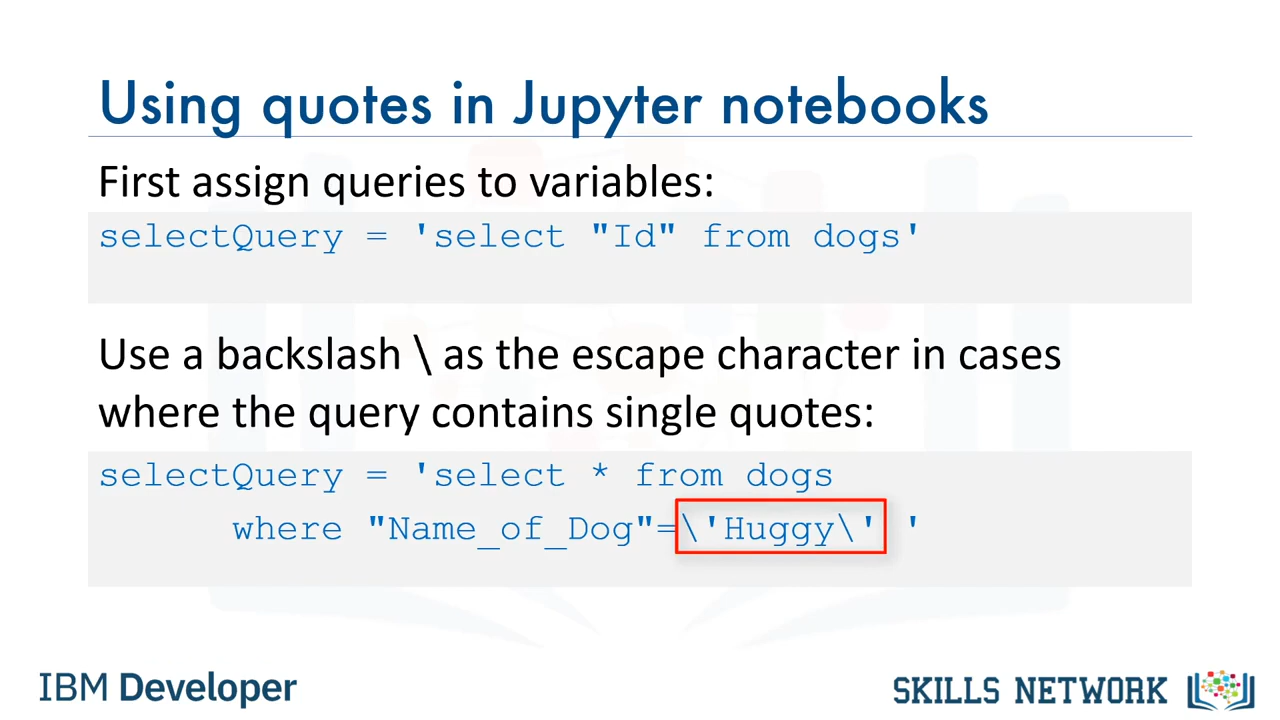 Using quotes in Jupyter notebooks
First assign queries to variables:
selectQuery = 'select "Id" from dogs'
Use a backslash \ as the escape character in cases
where the query contains single quotes:
selectQuery = 'select * from dogs
where "Name_of_Dog"=\'Huggy\' '
IBM Developer
SKILLS NETWORK